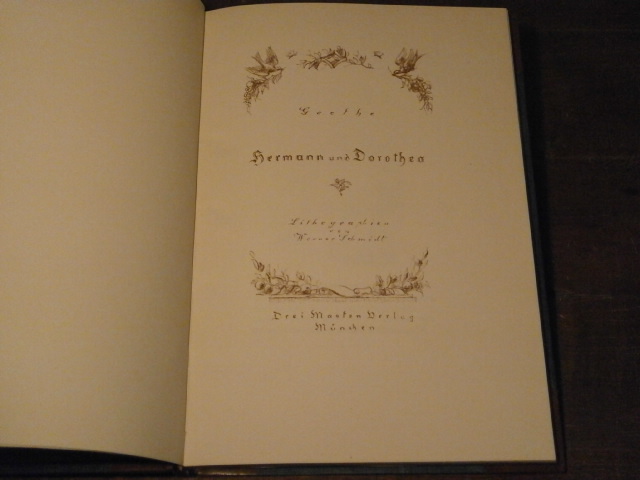 Goethe
Hermann und Dorothea
Lithographien
von
Werner Schmidt
Drei Masken Verlag
München